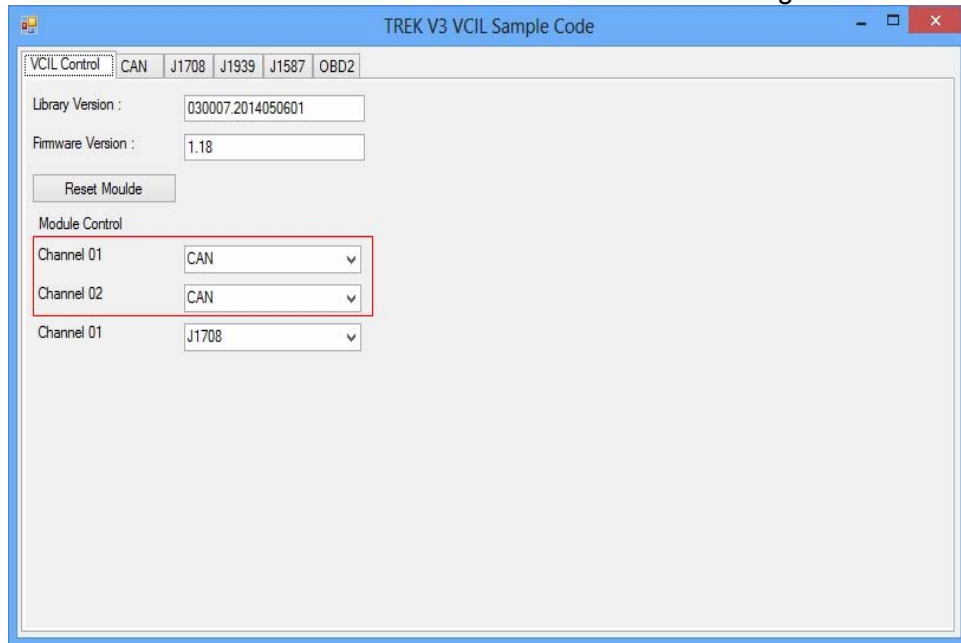 TREK V3 VCIL Sample Code
VCIL Control CAN J1708 J1939 J1587 OBD2
Library Version : 030007.2014050601
Firmware Version : 1.18
Reset Moulde
Module Control
Channel 01 CAN
Channel 02 CAN
Channel 01 J1708